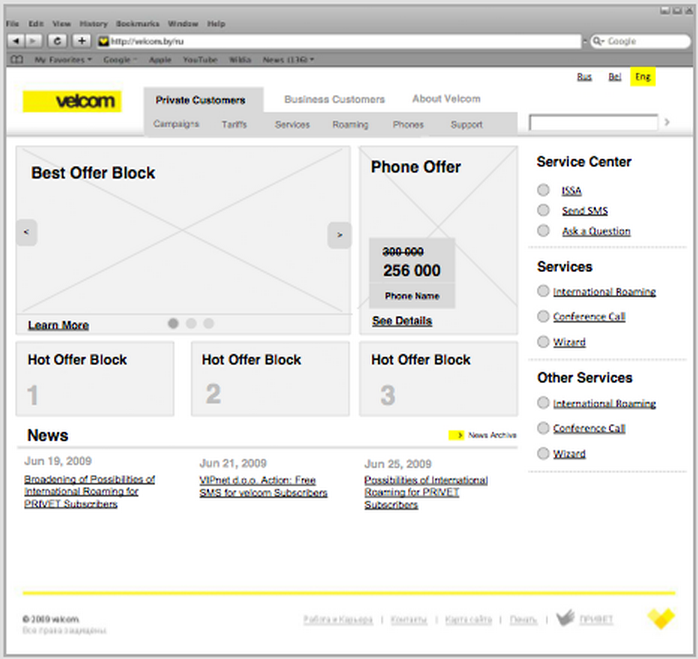 File Edit View History Bookmarks Window Help
http://velcom.by/ru
Google
My Favorites Google Apple YouTube Wikia News (136)
Rus Bel Eng
velcom
Private Customers Business Customers About Velcom
Campaigns Tariffs Services Roaming Phones Support
Best Offer Block
<
>
Learn More
Phone Offer
300 000
256 000
Phone Name
See Details
Service Center
ISSA
Send SMS
Ask a Question
Services
International Roaming
Conference Call
Wizard
Other Services
International Roaming
Conference Call
Wizard
Hot Offer Block
1
Hot Offer Block
2
Hot Offer Block
3
News
News Archive
Jun 19, 2009
Broadening of Possibilities of
International Roaming for
PRIVET Subscribers
Jun 21, 2009
VIPnet d.o.o. Action: Free
SMS for velcom Subscribers
Jun 25, 2009
Possibilities of International
Roaming for PRIVET
Subscribers
© 2009 velcom.
Все права защищены.
Работа и Карьера | Контакты | Карта сайта | Печать | ПРИВЕТ